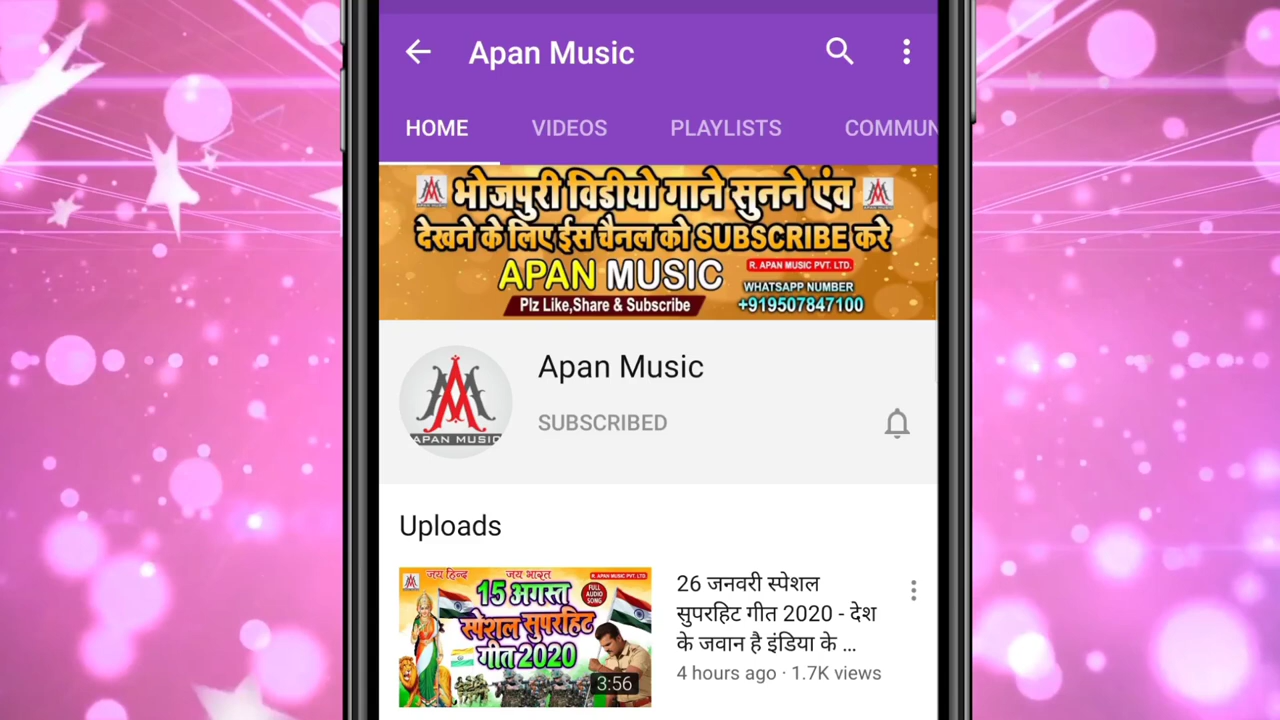 Apan Music
HOME VIDEOS PLAYLISTS COMMUN
भोजपुरी विडीयो गाने सुनने एंव
देखने के लिए ईस चैनल को SUBSCRIBE करे
APAN MUSIC
R. APAN MUSIC PVT. LTD.
WHATSAPP NUMBER
Plz Like,Share & Subscribe
+919507847100
APAN MUSIC
Apan Music
SUBSCRIBED
Uploads
जय हिन्द जय भारत
R. APAN MUSIC PVT. LTD
15 अगस्त
FULL
AUDIO
SONG
स्पेशल सुपरहिट
गीत 2020
3:56
26 जनवरी स्पेशल
सुपरहिट गीत 2020 - देश
के जवान है इंडिया के ...
4 hours ago · 1.7K views